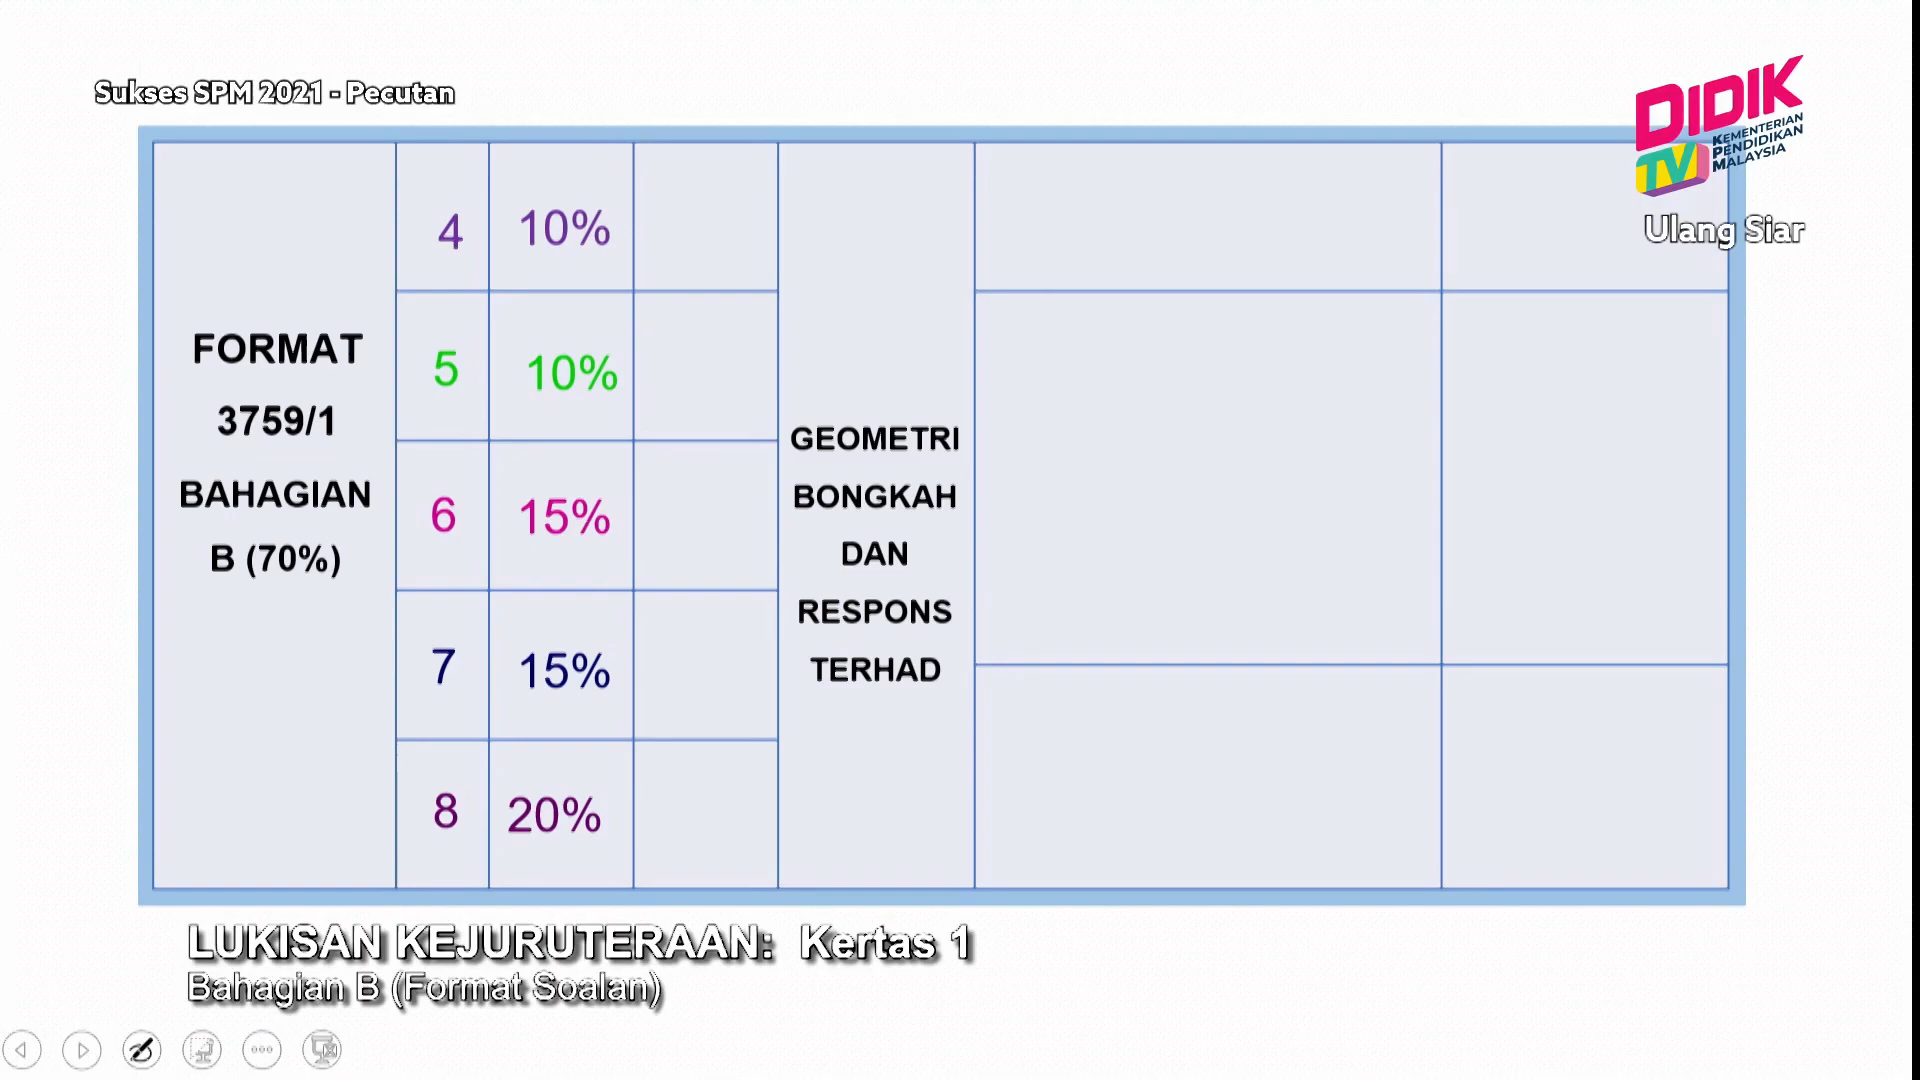 Sukses SPM 2021 - Pecutan
DIDIK
TV
KEMENTERIAN
PENDIDIKAN
MALAYSIA
Ulang Siar
FORMAT
3759/1
BAHAGIAN
B (70%)
4 10%
5 10%
6 15%
7 15%
8 20%
GEOMETRI
BONGKAH
DAN
RESPONS
TERHAD
LUKISAN KEJURUTERAAN: Kertas 1
Bahagian B (Format Soalan)